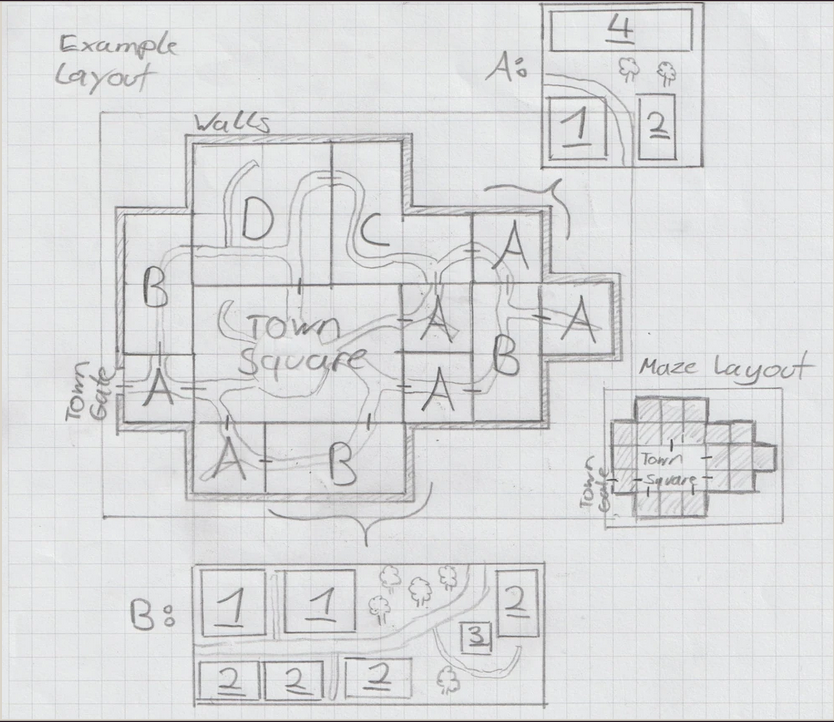 Example
Layout
A:
4
1 2
Walls
D
C
A
B
Town
Square
A
A
B
Town
Gate
A
A
A
B
Maze Layout
Town
Square
Town
Gate
B:
1 1 2
3
2 2 2